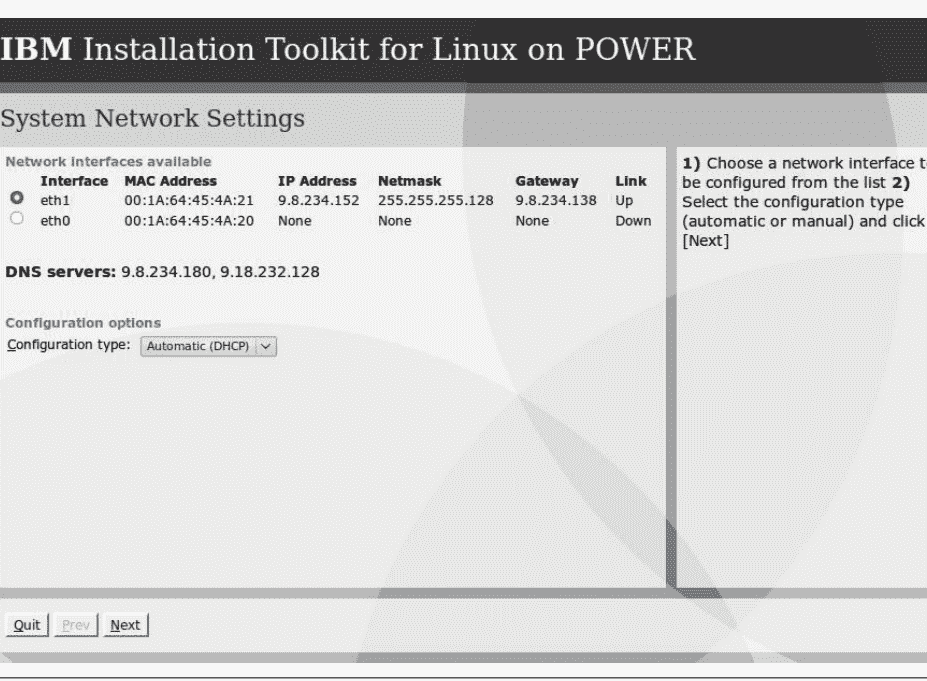 IBM Installation Toolkit for Linux on POWER
System Network Settings
Network interfaces available
Interface MAC Address IP Address Netmask Gateway Link
eth1 00:1A:64:45:4A:21 9.8.234.152 255.255.255.128 9.8.234.138 Up
eth0 00:1A:64:45:4A:20 None None None Down
DNS servers: 9.8.234.180, 9.18.232.128
Configuration options
Configuration type: Automatic (DHCP)
1) Choose a network interface t
be configured from the list 2)
Select the configuration type
(automatic or manual) and click
[Next]
Quit Prev Next